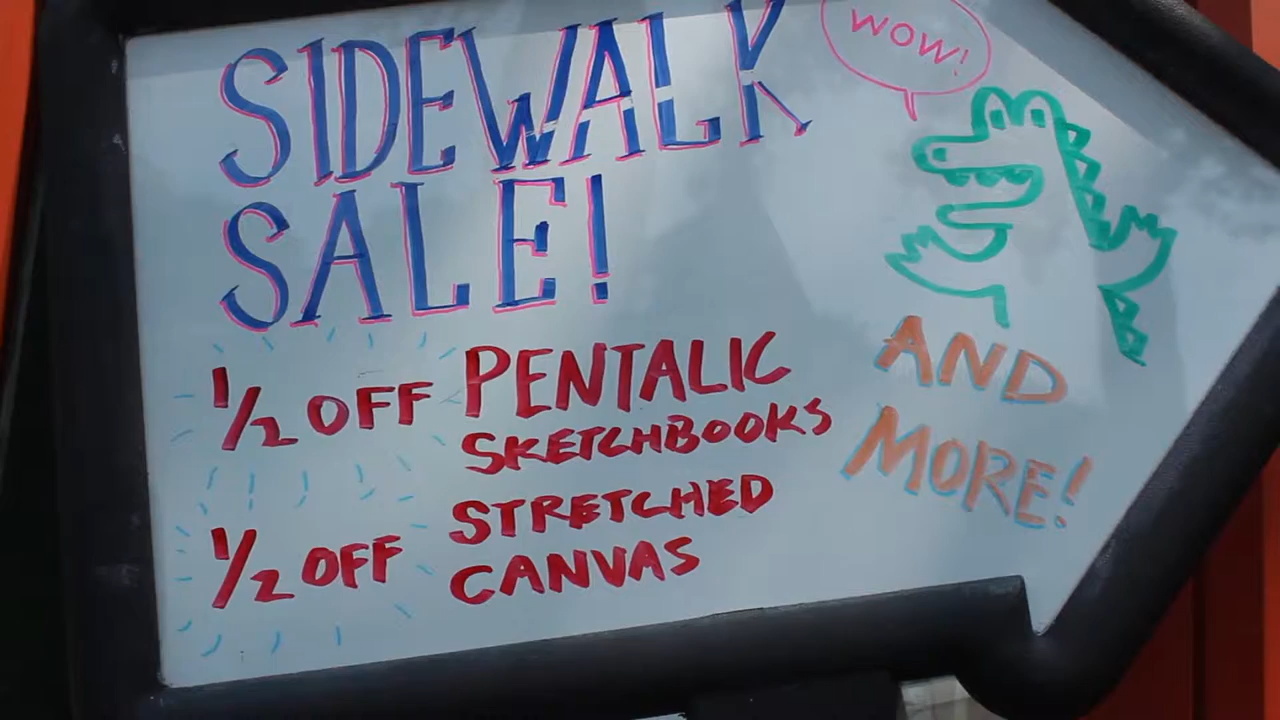 SIDEWALK
SALE!
WOW!
1/2 OFF PENTALIC
SKETCHBOOKS
1/2 OFF STRETCHED
CANVAS
AND
MORE!